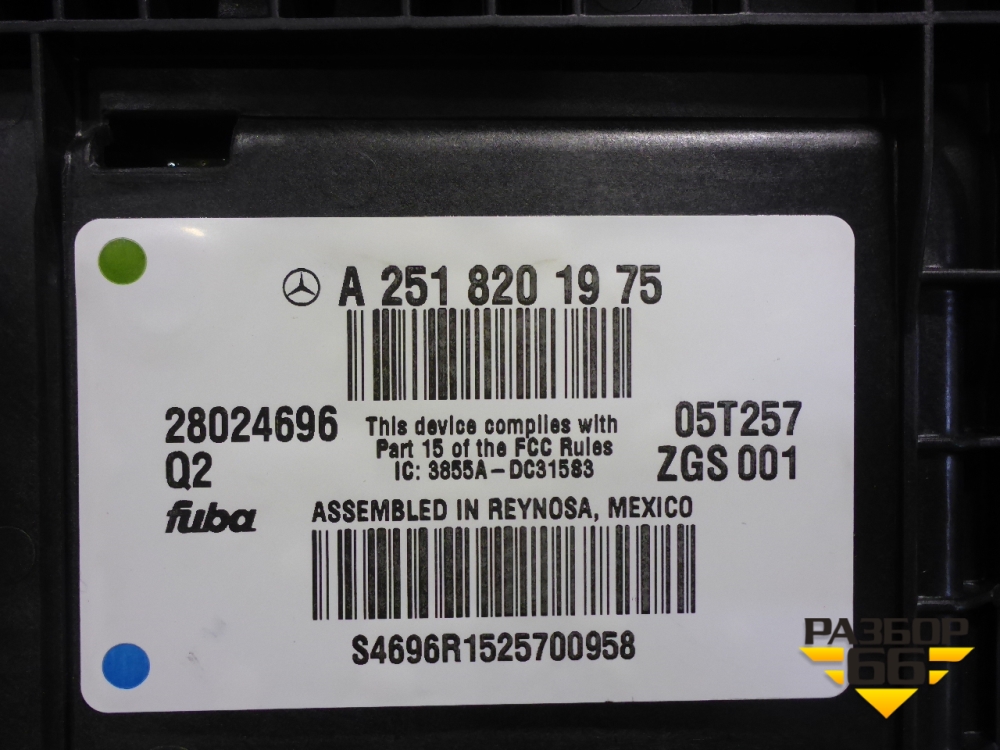 A 251 820 19 75
28024696
Q2
fuba
This device complies with
Part 15 of the FCC Rules
IC: 3855A-DC31583
05T257
ZGS 001
ASSEMBLED IN REYNOSA, MEXICO
S4696R1525700958
РАЗБОР
66